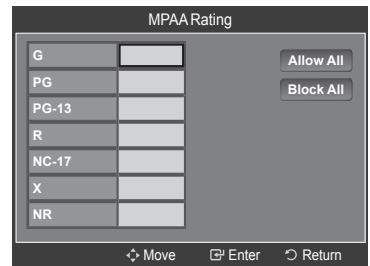 MPAA Rating
G
Allow All
PG
Block All
PG-13
R
NC-17
X
NR
Move Enter Return